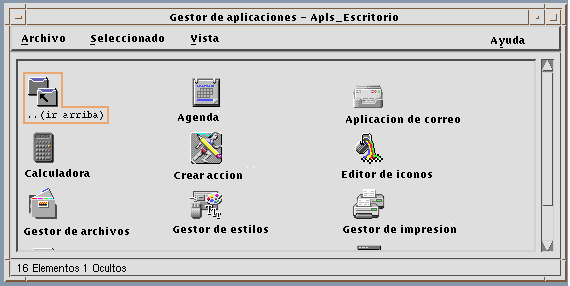 Gestor de aplicaciones - Apls_Escritorio
Archivo Seleccionado Vista Ayuda
..(ir arriba) Agenda Aplicacion de correo
Calculadora Crear accion Editor de iconos
Gestor de archivos Gestor de estilos Gestor de impresion
16 Elementos 1 Ocultos